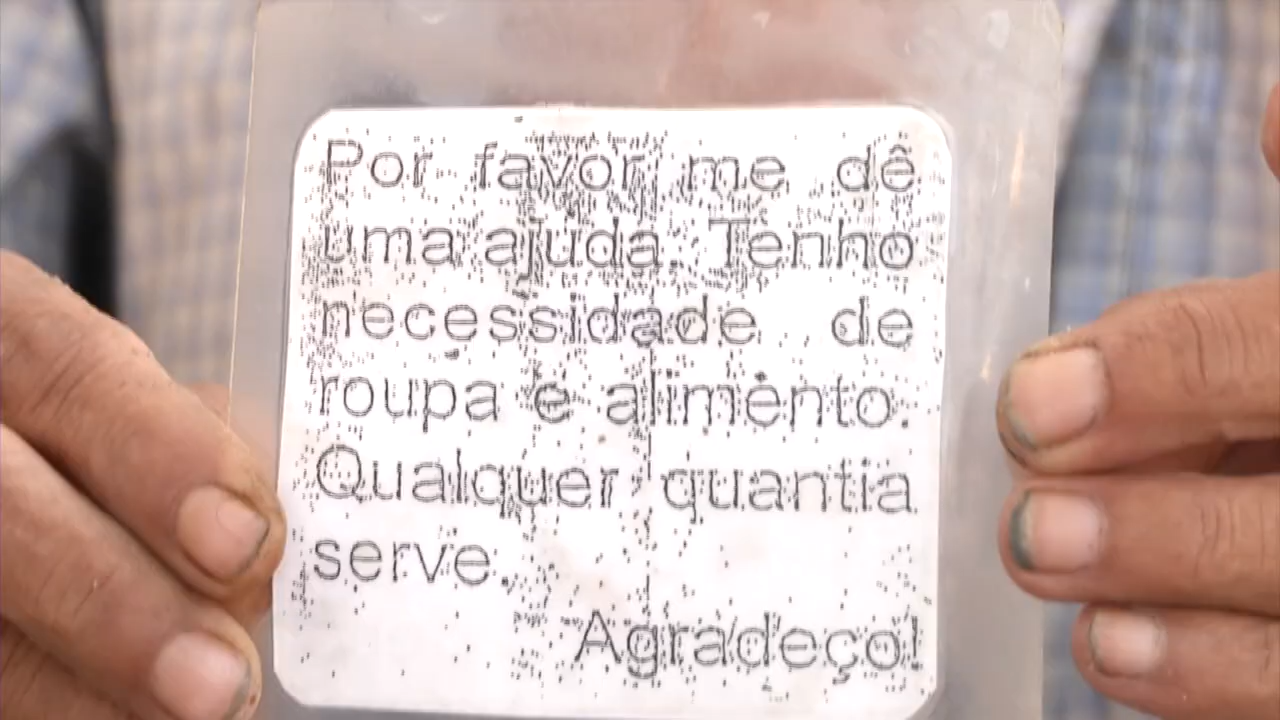 Por favor me dê
uma ajuda. Tenho
necessidade de
roupa e alimento.
Qualquer quantia
serve.
Agradeço!